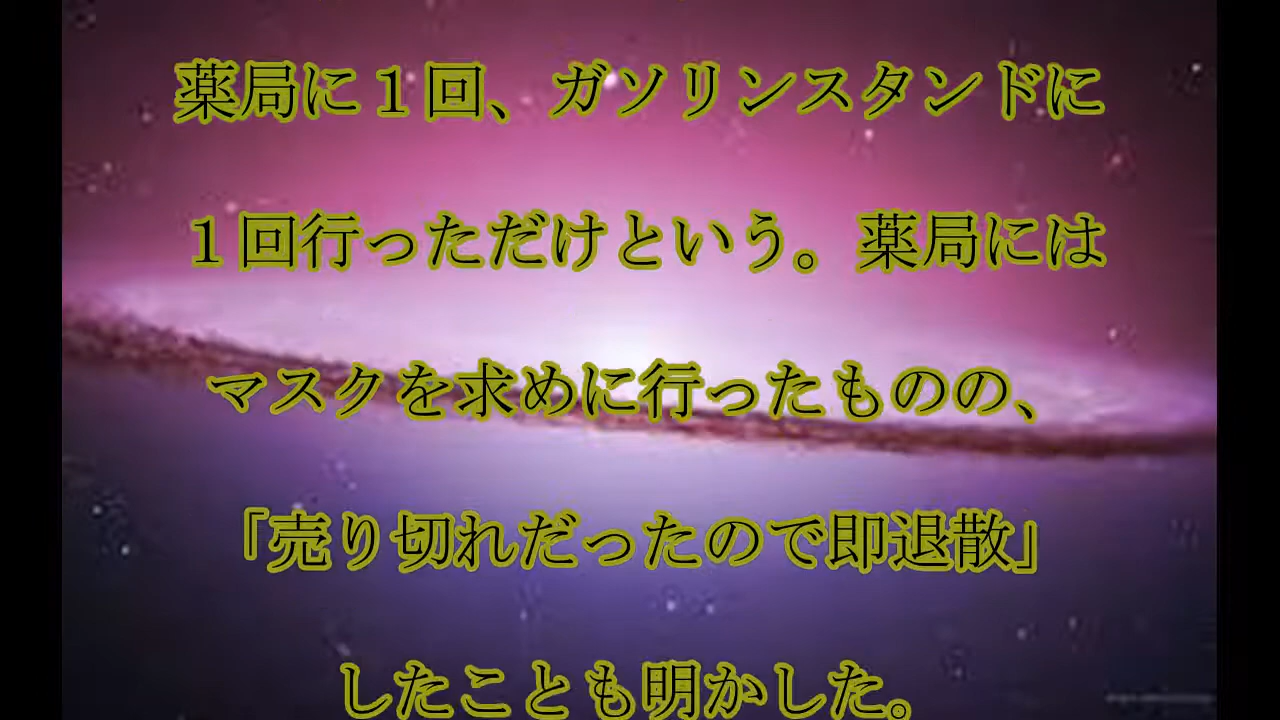 薬局に１回、ガソリンスタンドに
１回行っただけという。薬局には
マスクを求めに行ったものの、
「売り切れだったので即退散」
したことも明かした。